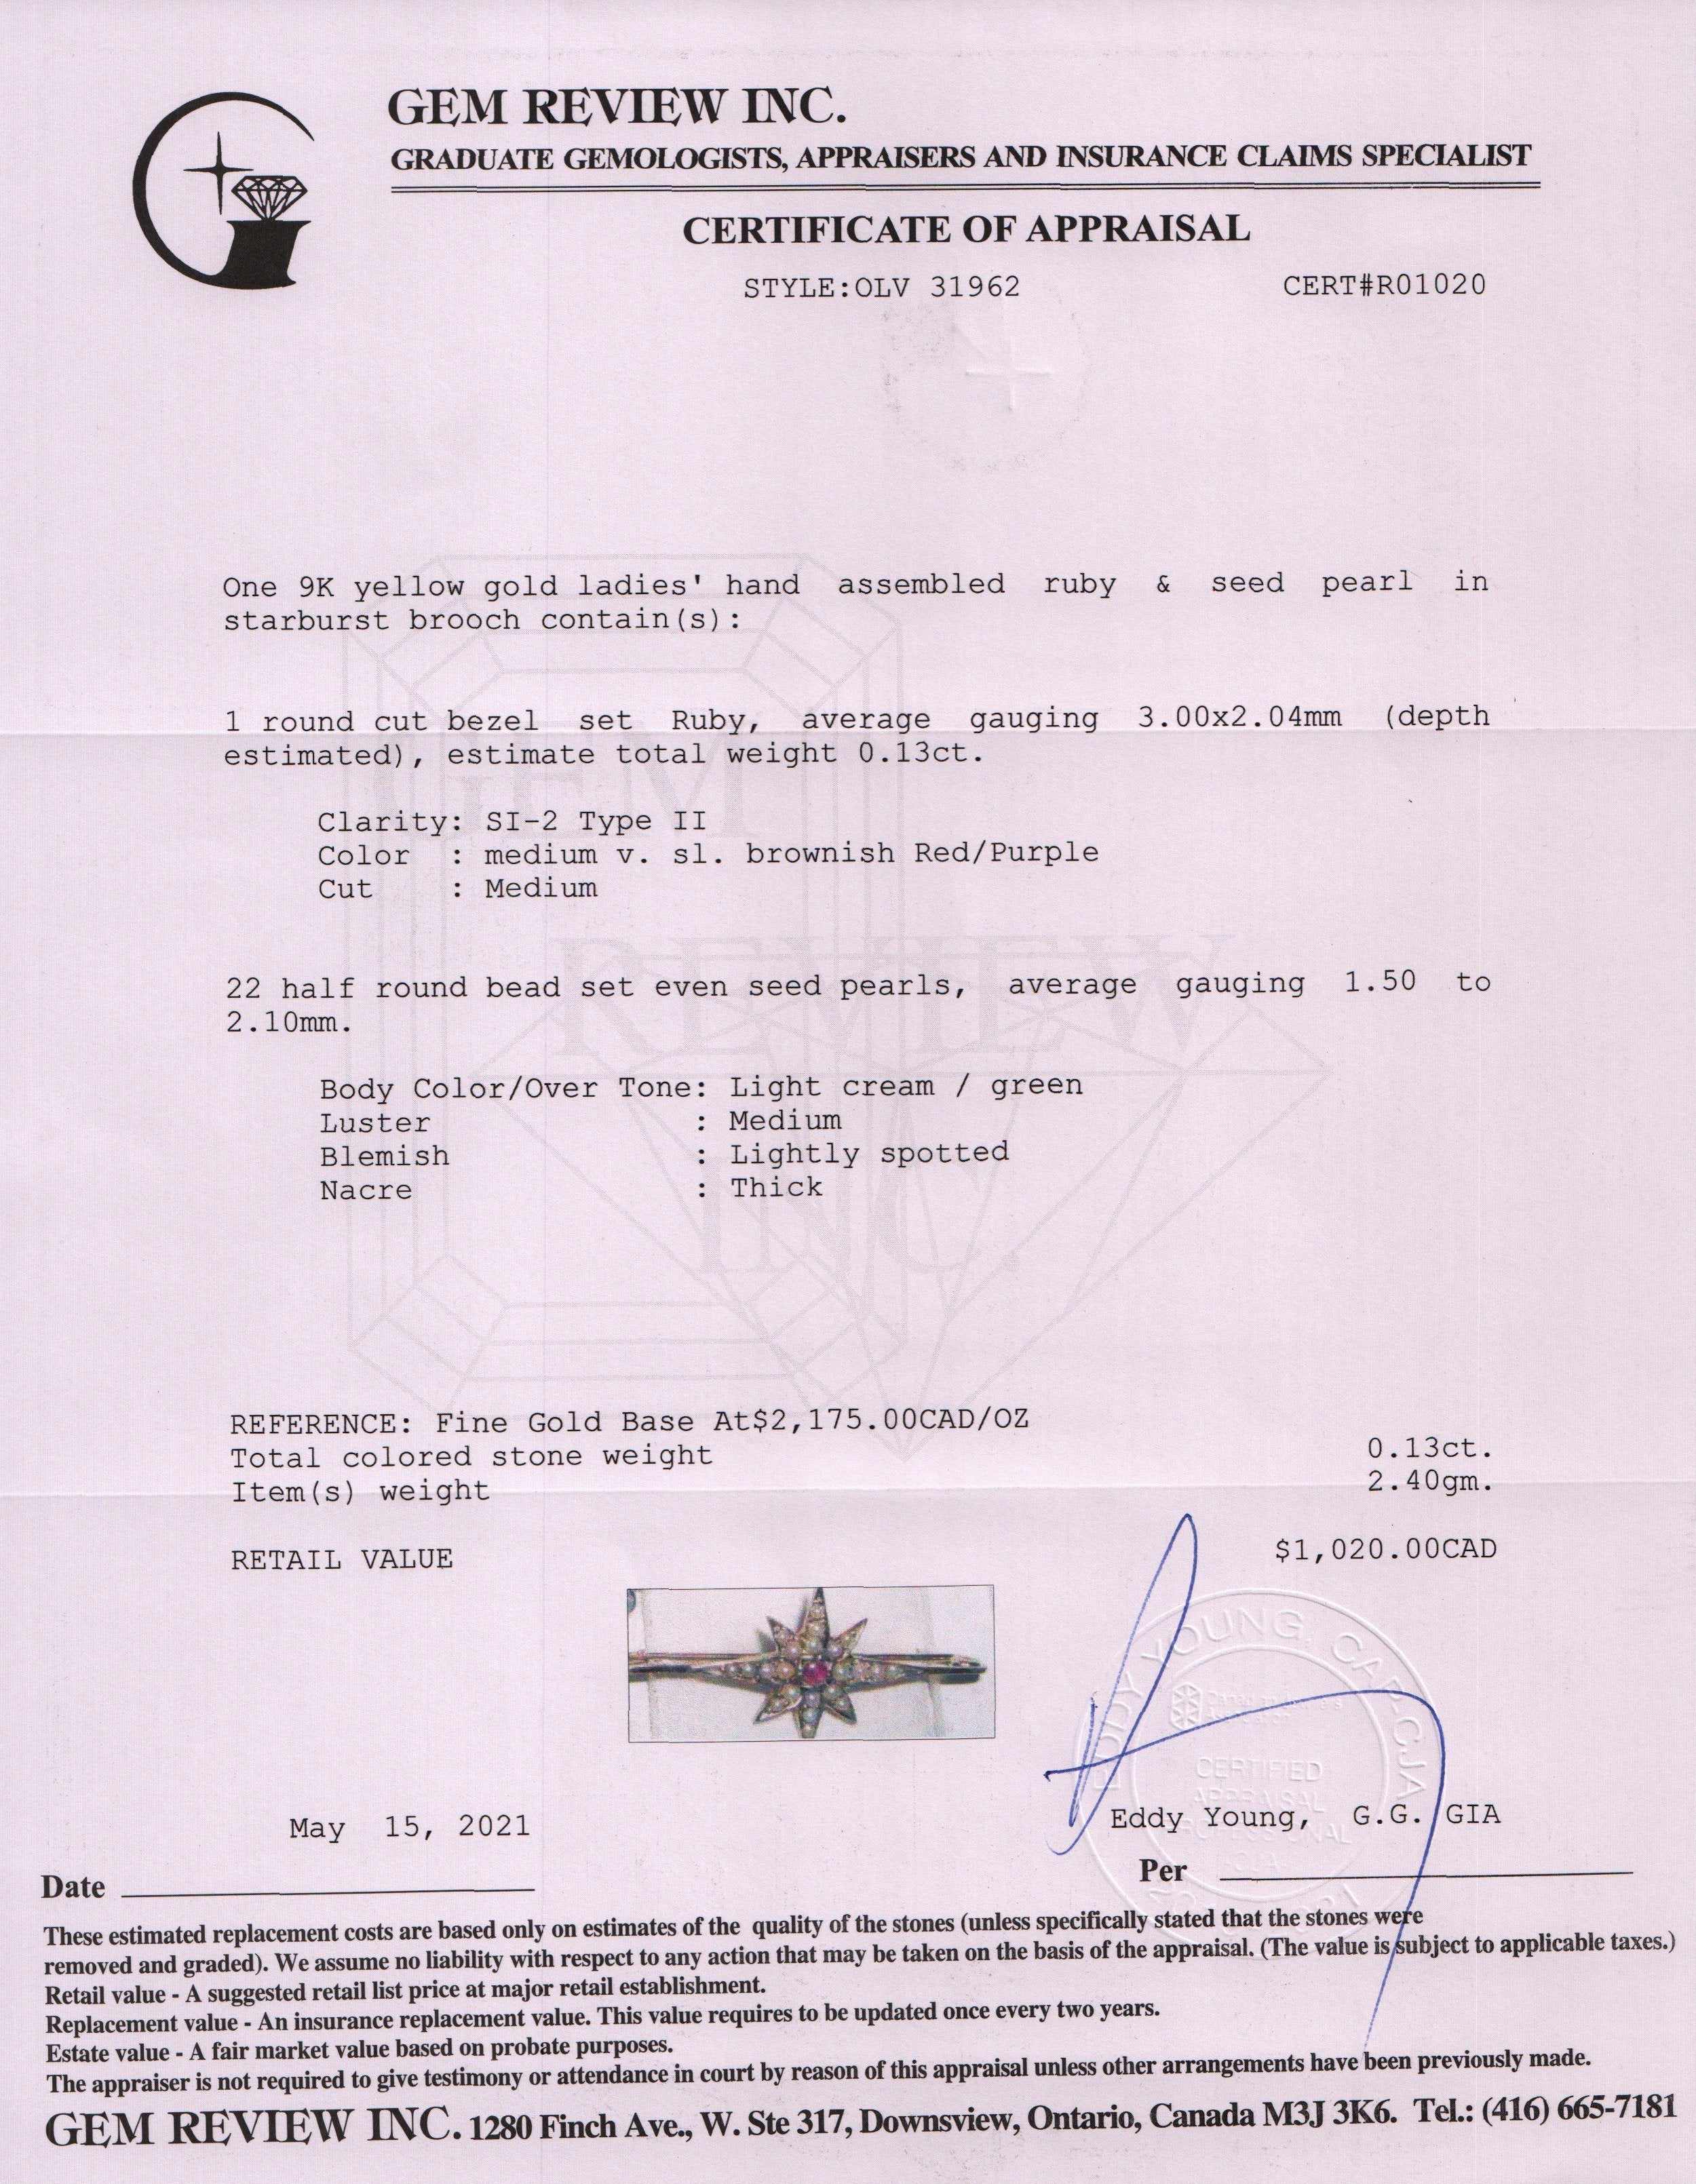 GEM REVIEW INC.
GRADUATE GEMOLOGISTS, APPRAISERS AND INSURANCE CLAIMS SPECIALIST
CERTIFICATE OF APPRAISAL
STYLE:OLV 31962 CERT#R01020
One 9K yellow gold ladies' hand assembled ruby & seed pearl in
starburst brooch contain(s):
1 round cut bezel set Ruby, average gauging 3.00x2.04mm (depth
estimated), estimate total weight 0.13ct.
GEM
Clarity: SI-2 Type II
Color : medium v. sl. brownish Red/Purple
Cut : Medium
REVIEW
22 half round bead set even seed pearls, average gauging 1.50 to
2.10mm.
Body Color/Over Tone: Light cream / green
Luster : Medium
Blemish : Lightly spotted
Nacre : Thick
INC.
REFERENCE: Fine Gold Base At$2,175.00CAD/OZ
Total colored stone weight 0.13ct.
Item(s) weight 2.40gm.
RETAIL VALUE $1,020.00CAD
EDDY YOUNG, CAP-CJA
CERTIFIED
APPRAISAL
May 15, 2021
Eddy Young, G.G. GIA
Date
Per
These estimated replacement costs are based only on estimates of the quality of the stones (unless specifically stated that the stones were
removed and graded). We assume no liability with respect to any action that may be taken on the basis of the appraisal. (The value is subject to applicable taxes.)
Retail value - A suggested retail list price at major retail establishment.
Replacement value - An insurance replacement value. This value requires to be updated once every two years.
Estate value - A fair market value based on probate purposes.
The appraiser is not required to give testimony or attendance in court by reason of this appraisal unless other arrangements have been previously made.
GEM REVIEW INC. 1280 Finch Ave., W. Ste 317, Downsview, Ontario, Canada M3J 3K6. Tel.: (416) 665-7181